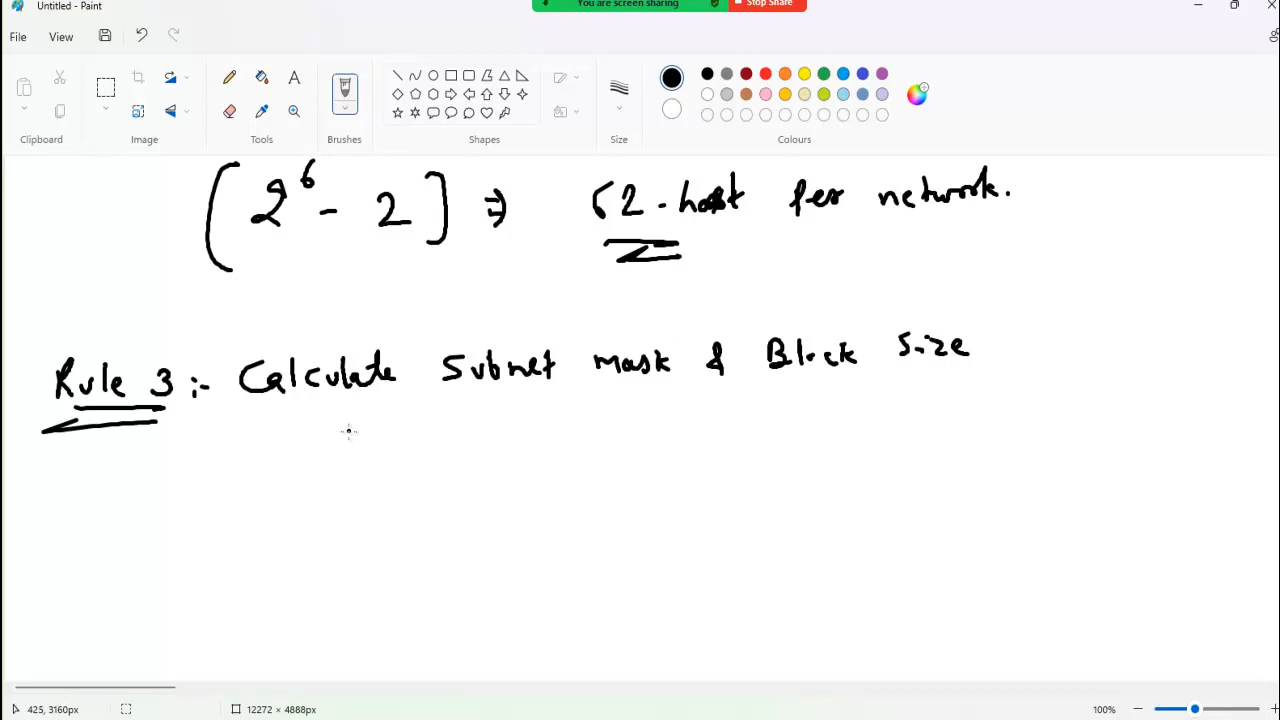 Untitled - Paint
You are screen sharing
Stop Share
File View
Clipboard Image Tools Brushes Shapes Size Colours
A
[2⁶ - 2] ⇒ 62 - host per network.
Rule 3 :- Calculate Subnet mask & Block Size
425, 3160px
12272 × 4888px
100%